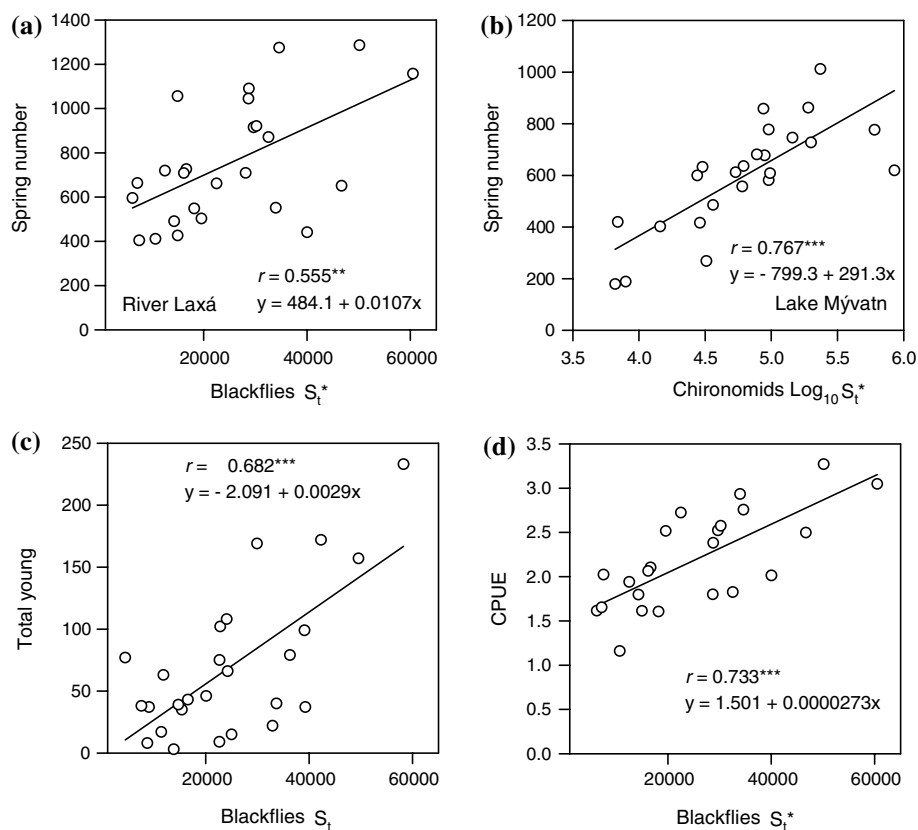 (a)
1400
1200
1000
800
600
400
200
0
Spring number
r = 0.555**
River Laxá
y = 484.1 + 0.0107x
20000 40000 60000
Blackflies St*
(b)
1200
1000
800
600
400
200
0
Spring number
r = 0.767***
y = - 799.3 + 291.3x
Lake Mývatn
3.5 4.0 4.5 5.0 5.5 6.0
Chironomids Log10 St*
(c)
250
200
150
100
50
0
Total young
r = 0.682***
y = - 2.091 + 0.0029x
20000 40000 60000
Blackflies St
(d)
3.5
3.0
2.5
2.0
1.5
1.0
0.5
0.0
CPUE
r = 0.733***
y = 1.501 + 0.0000273x
20000 40000 60000
Blackflies St*